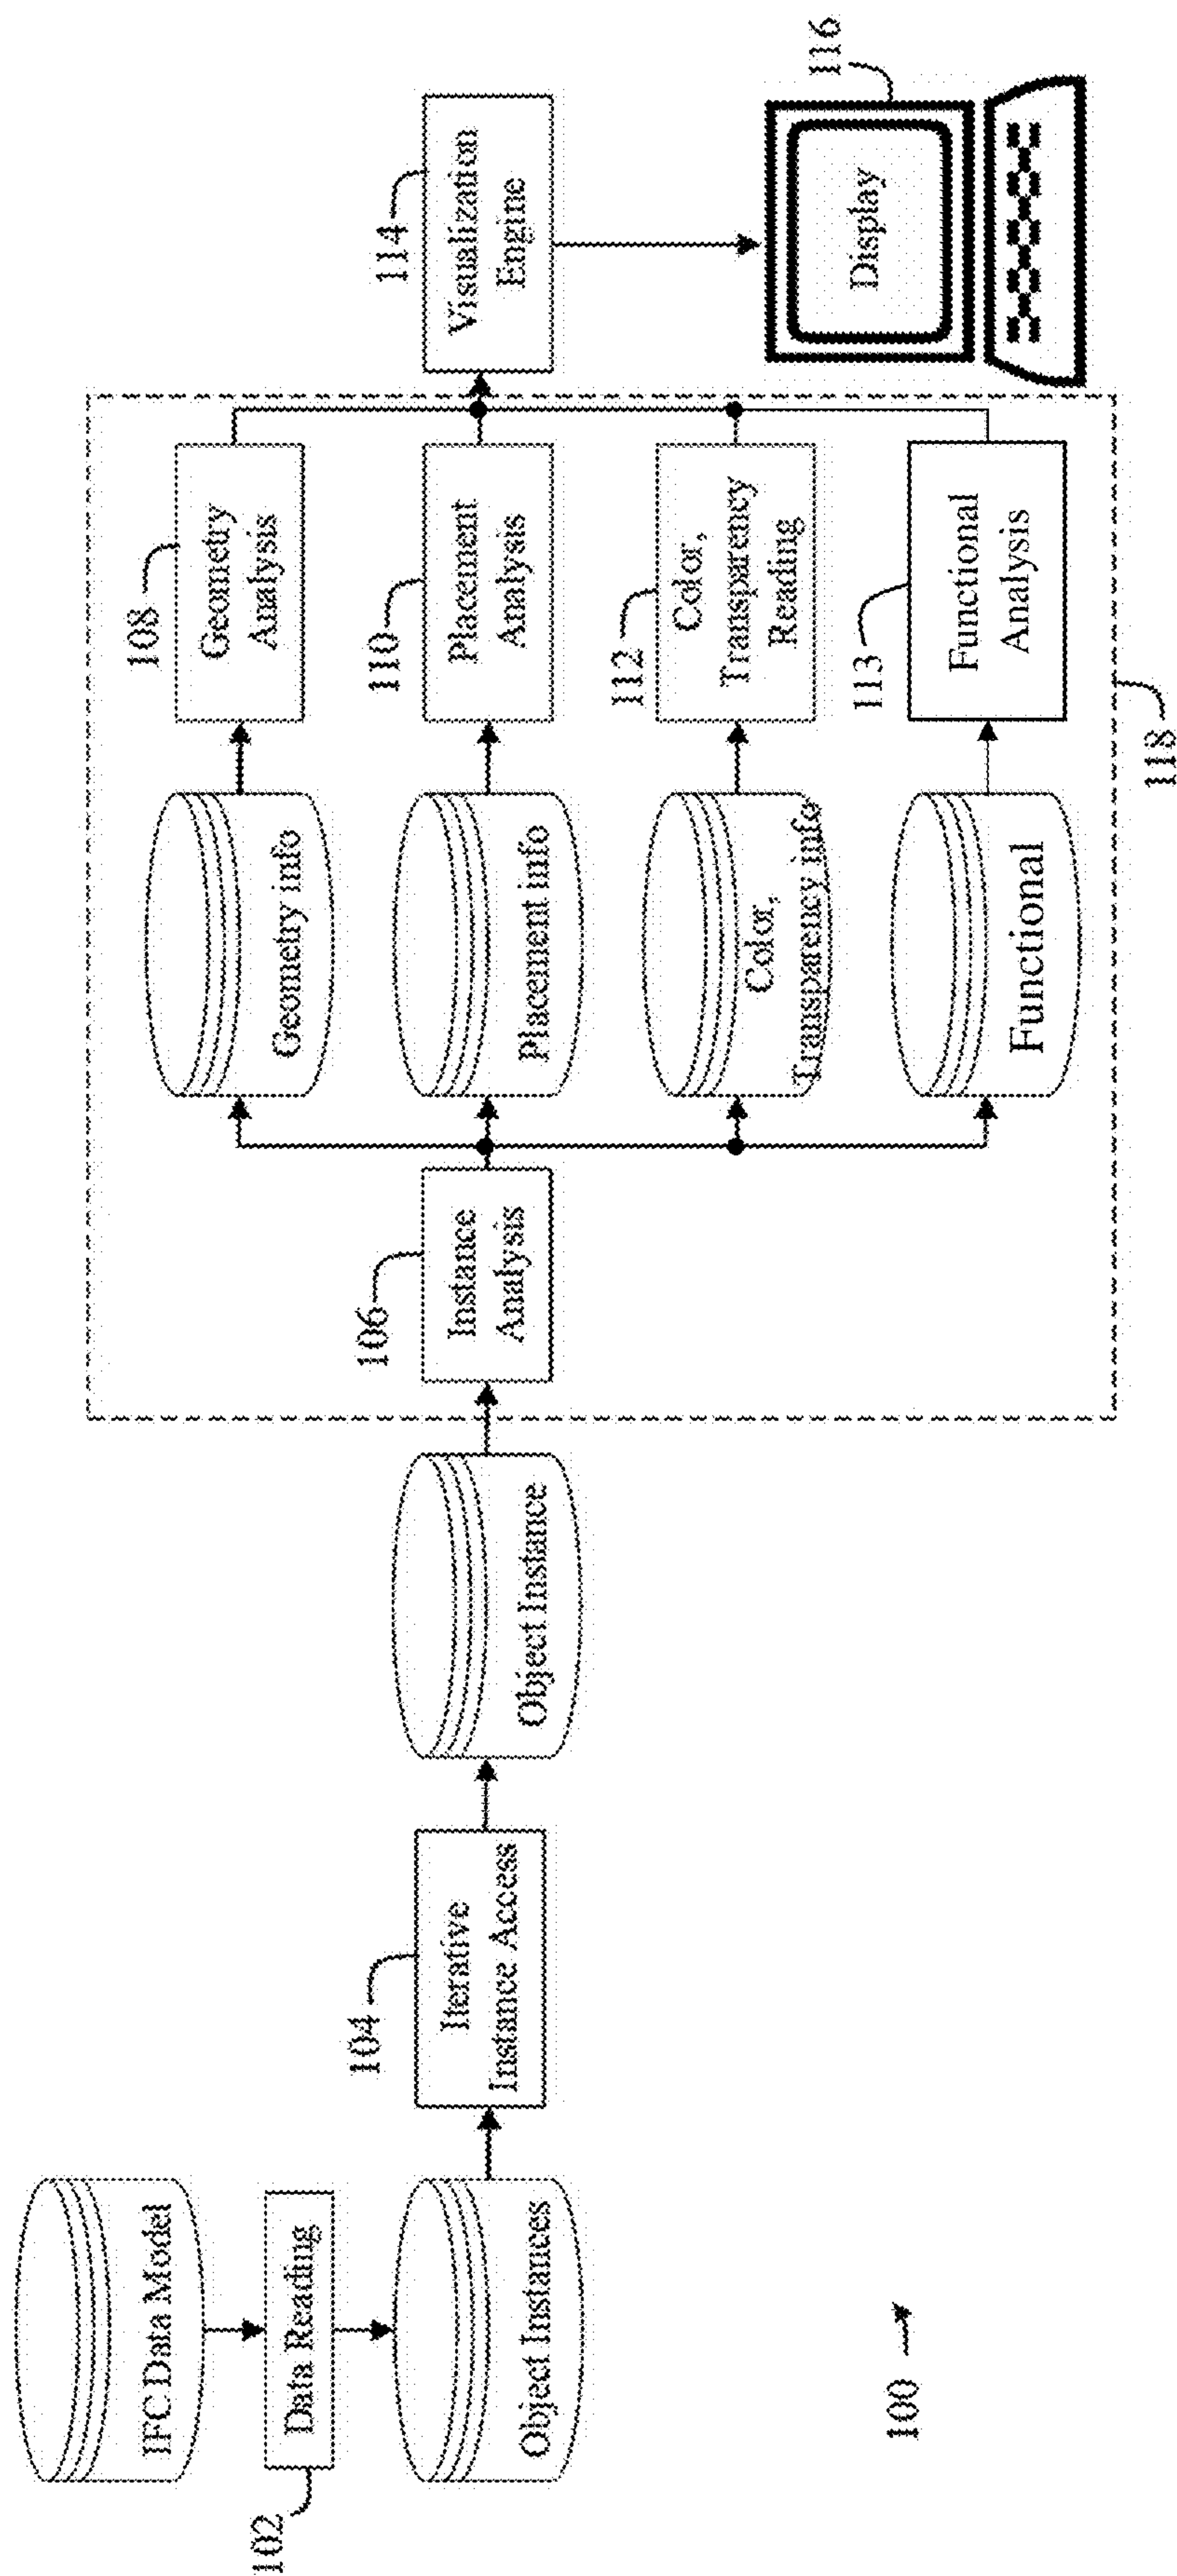 IFC Data Model
102
Data Reading
Object Instances
104
Iterative
Instance Access
Object Instance
106
Instance
Analysis
Geometry info
Placement info
Color,
Transparency info
Functional
108
Geometry
Analysis
110
Placement
Analysis
112
Color,
Transparency
Reading
113
Functional
Analysis
118
114
Visualization
Engine
116
Display
100